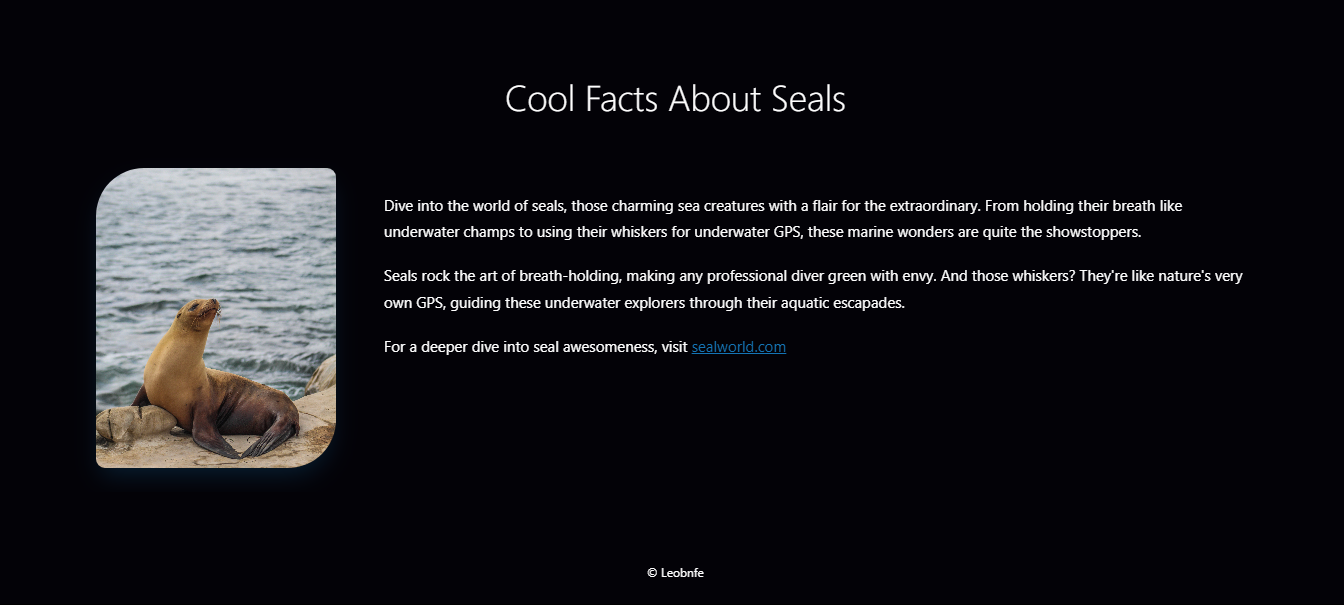 Cool Facts About Seals
Dive into the world of seals, those charming sea creatures with a flair for the extraordinary. From holding their breath like
underwater champs to using their whiskers for underwater GPS, these marine wonders are quite the showstoppers.
Seals rock the art of breath-holding, making any professional diver green with envy. And those whiskers? They're like nature's very
own GPS, guiding these underwater explorers through their aquatic escapades.
For a deeper dive into seal awesomeness, visit sealworld.com
© Leobnfe